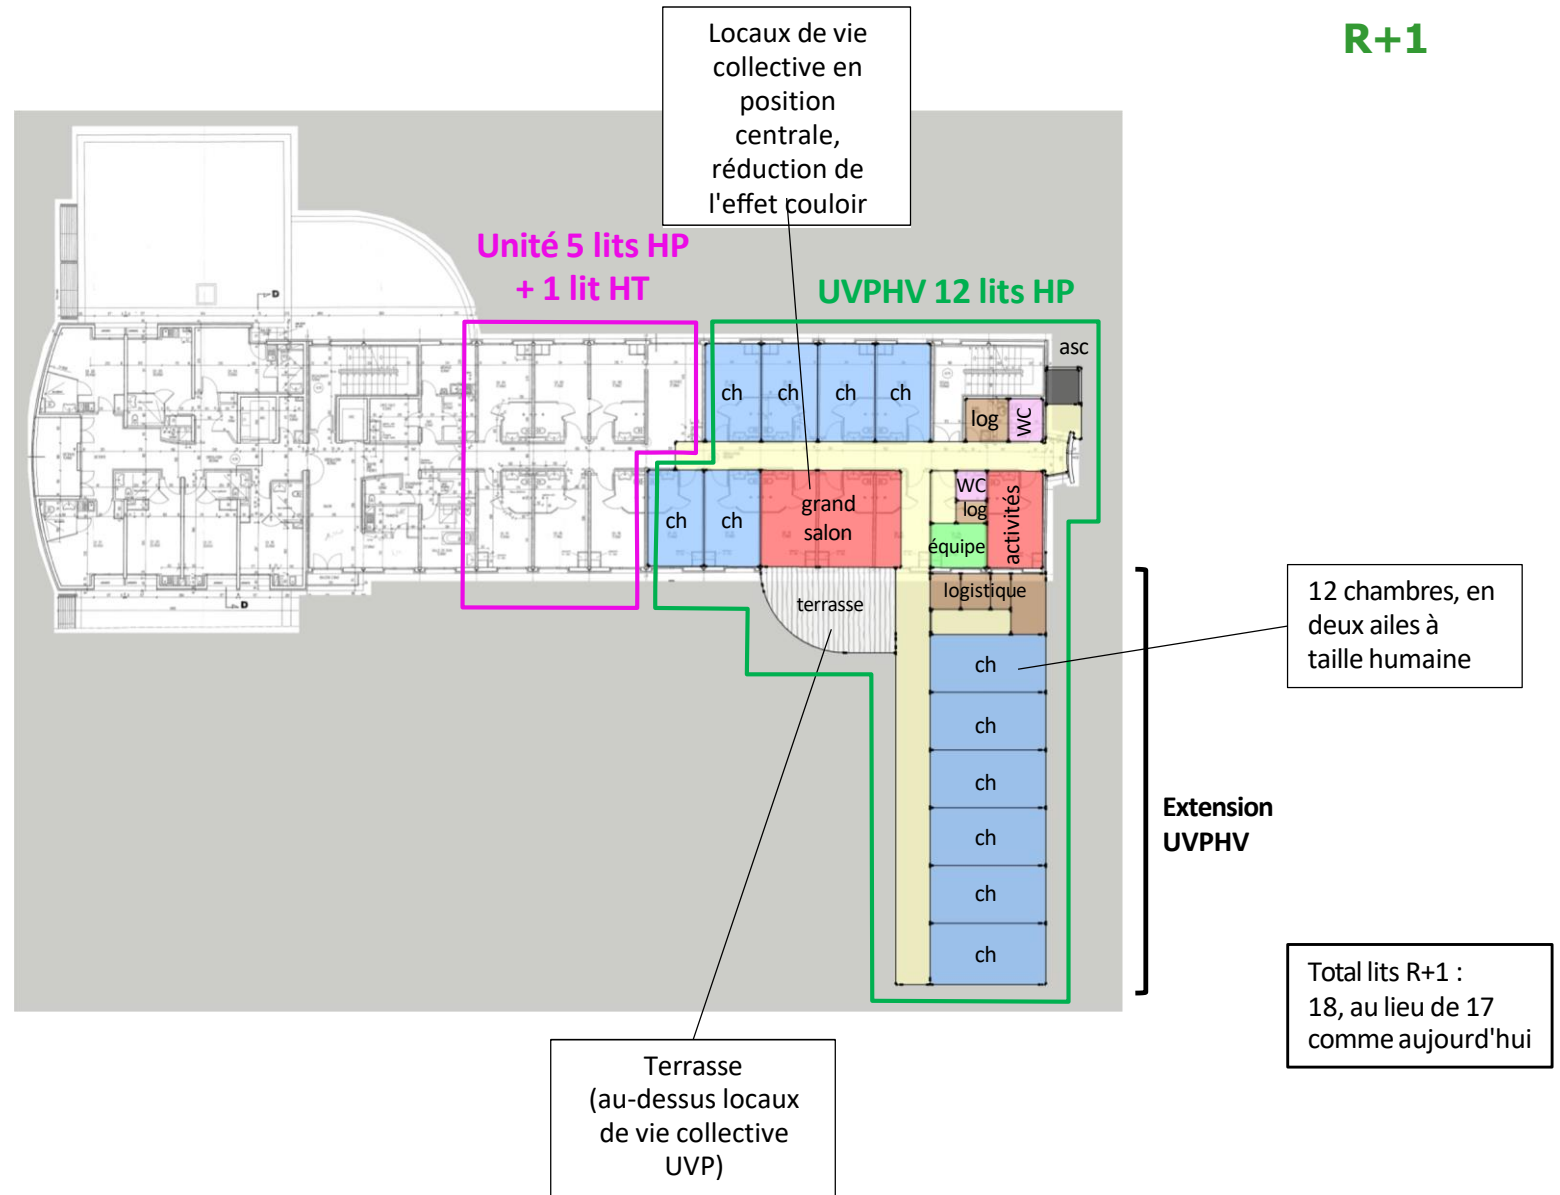 R+1
Locaux de vie
collective en
position
centrale,
réduction de
l'effet couloir
Unité 5 lits HP
+ 1 lit HT
UVPHV 12 lits HP
asc
ch
ch
ch
ch
log
WC
ch
ch
grand
salon
WC
log
équipe
activités
terrasse
logistique
ch
ch
ch
ch
ch
ch
12 chambres, en
deux ailes à
taille humaine
Extension
UVPHV
Total lits R+1 :
18, au lieu de 17
comme aujourd'hui
Terrasse
(au-dessus locaux
de vie collective
UVP)
D
D